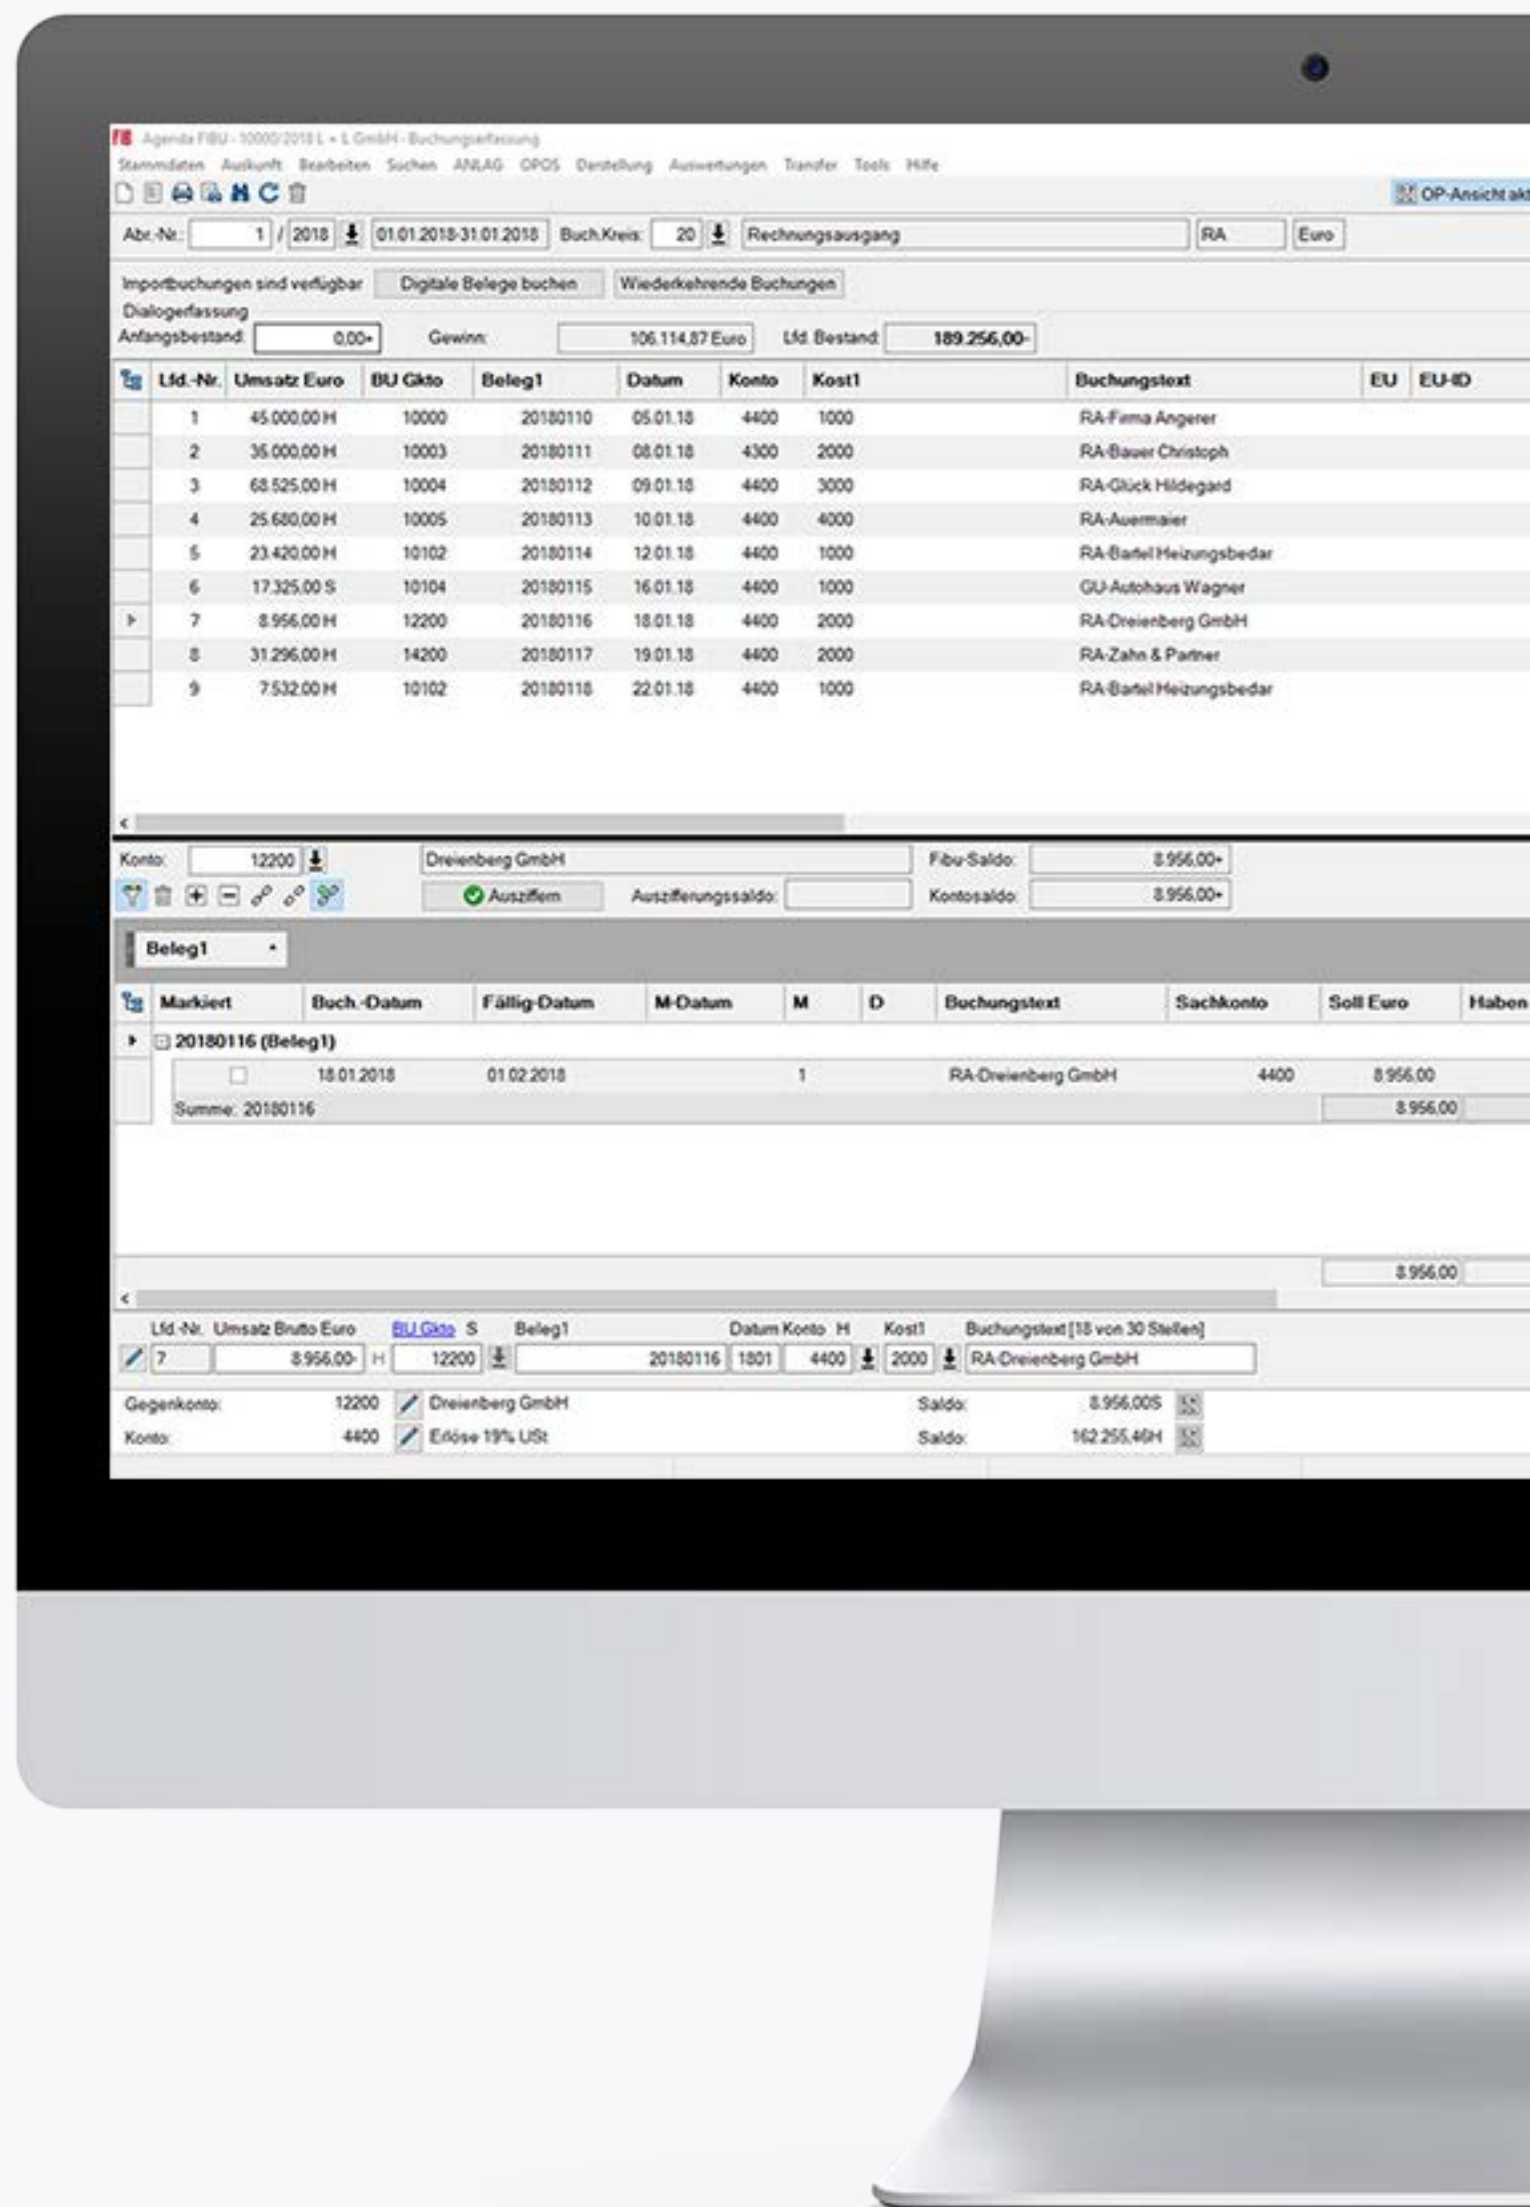 FIB Agenda FIBU - 10000/2018 L + L GmbH - Buchungserfassung
Stammdaten Auskunft Bearbeiten Suchen ANLAG OPOS Darstellung Auswertungen Transfer Tools Hilfe
OP-Ansicht akt
Abr.-Nr.: 1 / 2018 01.01.2018-31.01.2018 Buch.Kreis: 20 Rechnungsausgang RA Euro
Importbuchungen sind verfügbar Digitale Belege buchen Wiederkehrende Buchungen
Dialogerfassung
Anfangsbestand: 0,00+ Gewinn: 106.114,87 Euro Lfd. Bestand: 189.256,00-
Lfd.-Nr. Umsatz Euro BU Gkto Beleg1 Datum Konto Kost1 Buchungstext EU EU-ID
1 45.000,00 H 10000 20180110 05.01.18 4400 1000 RA-Firma Angerer
2 35.000,00 H 10003 20180111 08.01.18 4300 2000 RA-Bauer Christoph
3 68.525,00 H 10004 20180112 09.01.18 4400 3000 RA-Glück Hildegard
4 25.680,00 H 10005 20180113 10.01.18 4400 4000 RA-Auermaier
5 23.420,00 H 10102 20180114 12.01.18 4400 1000 RA-Bartel Heizungsbedar
6 17.325,00 S 10104 20180115 16.01.18 4400 1000 GU-Autohaus Wagner
7 8.956,00 H 12200 20180116 18.01.18 4400 2000 RA-Dreienberg GmbH
8 31.296,00 H 14200 20180117 19.01.18 4400 2000 RA-Zahn & Partner
9 7.532,00 H 10102 20180118 22.01.18 4400 1000 RA-Bartel Heizungsbedar
Konto: 12200 Dreienberg GmbH Fibu-Saldo: 8.956,00+
Ausziffern Auszifferungssaldo: Kontosaldo: 8.956,00+
Beleg1
Markiert Buch.-Datum Fällig-Datum M-Datum M D Buchungstext Sachkonto Soll Euro Haben
20180116 (Beleg1)
18.01.2018 01.02.2018 1 RA-Dreienberg GmbH 4400 8.956,00
Summe: 20180116 8.956,00
8.956,00
Lfd.-Nr. Umsatz Brutto Euro BU Gkto S Beleg1 Datum Konto H Kost1 Buchungstext [18 von 30 Stellen]
7 8.956,00- H 12200 20180116 1801 4400 2000 RA-Dreienberg GmbH
Gegenkonto: 12200 Dreienberg GmbH Saldo: 8.956,00S
Konto: 4400 Erlöse 19% USt Saldo: 162.255,46H